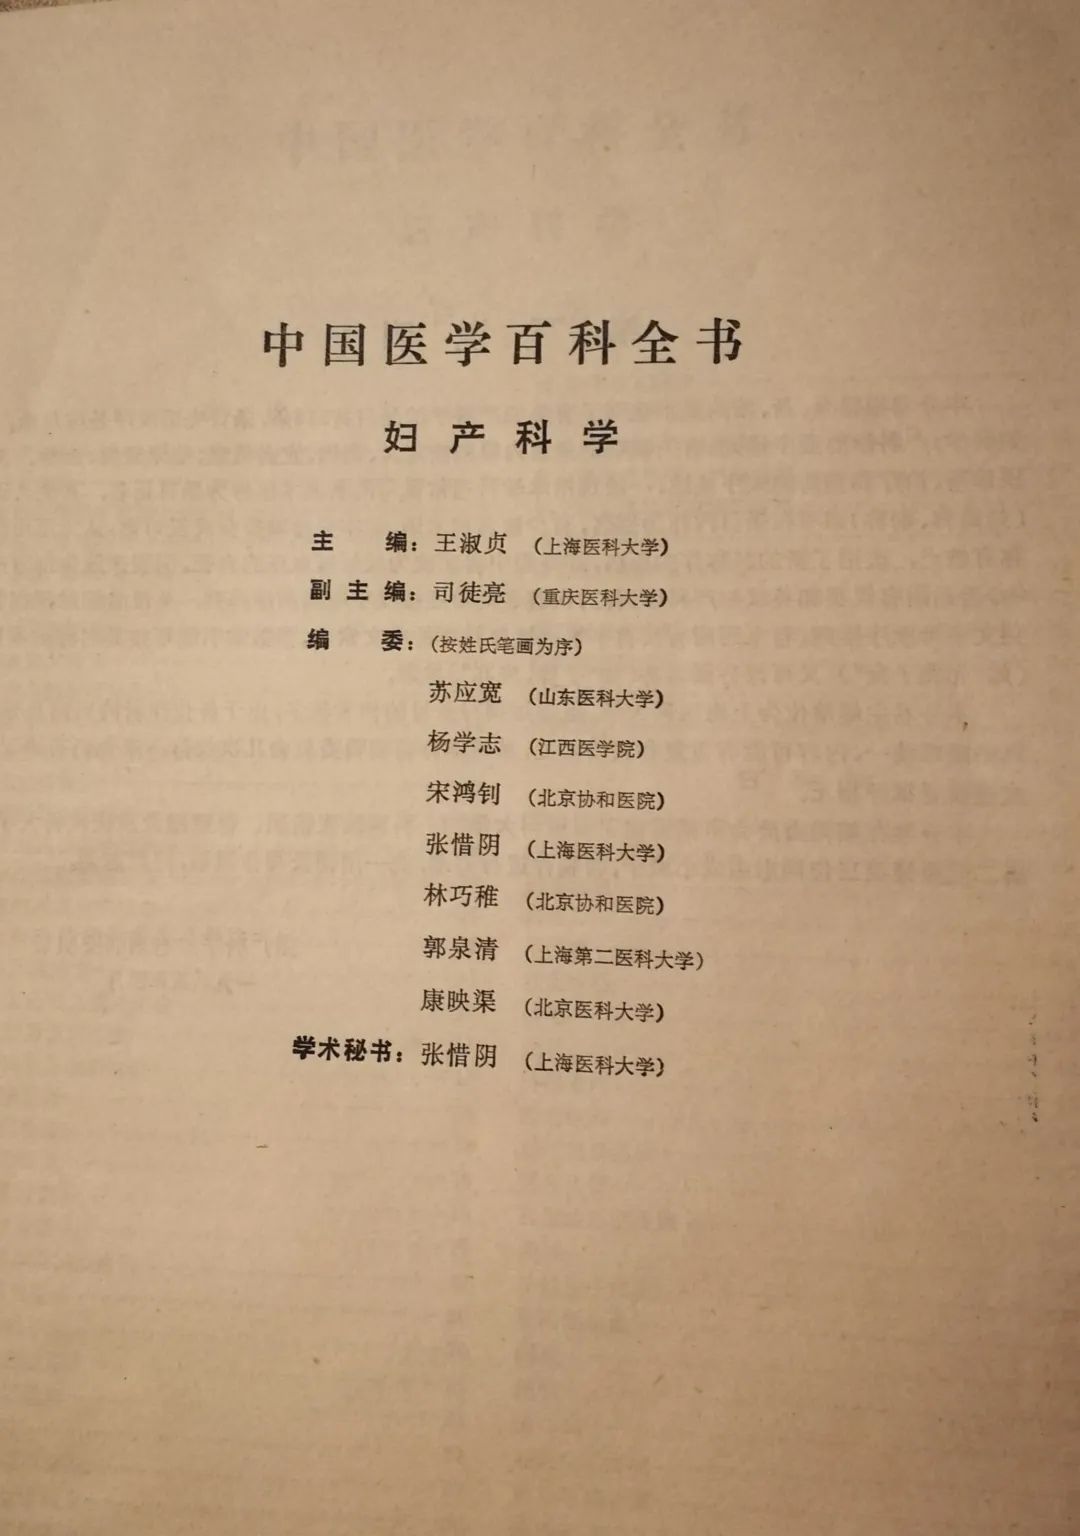 中国医学百科全书
妇产科学
主 编：王淑贞（上海医科大学）
副主编：司徒亮（重庆医科大学）
编 委：（按姓氏笔画为序）
苏应宽（山东医科大学）
杨学志（江西医学院）
宋鸿钊（北京协和医院）
张惜阴（上海医科大学）
林巧稚（北京协和医院）
郭泉清（上海第二医科大学）
康映渠（北京医科大学）
学术秘书：张惜阴（上海医科大学）